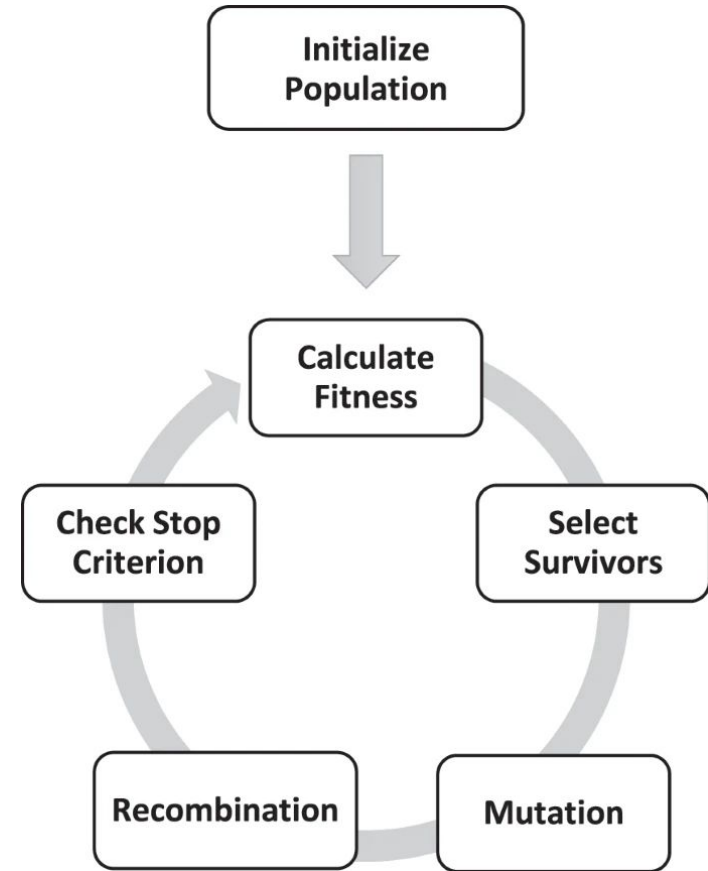 Initialize
Population
Calculate
Fitness
Select
Survivors
Mutation
Recombination
Check Stop
Criterion